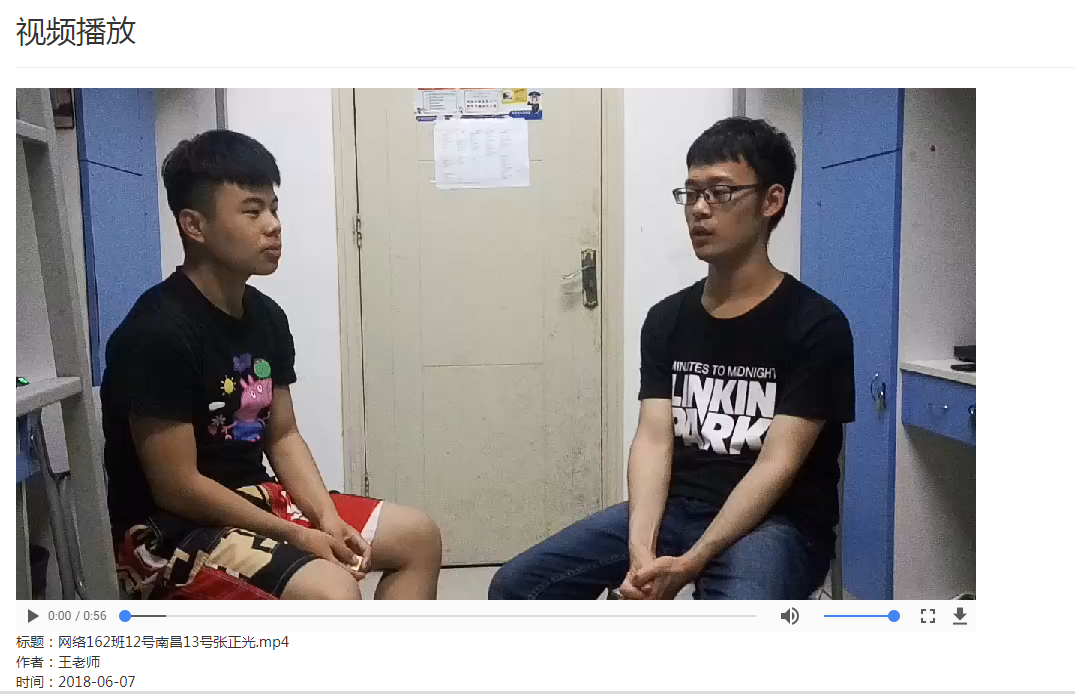 视频播放
MINUTES TO MIDNIGHT
LINKIN
PARK
0:00 / 0:56
标题：网络162班12号南昌13号张正光.mp4
作者：王老师
时间：2018-06-07